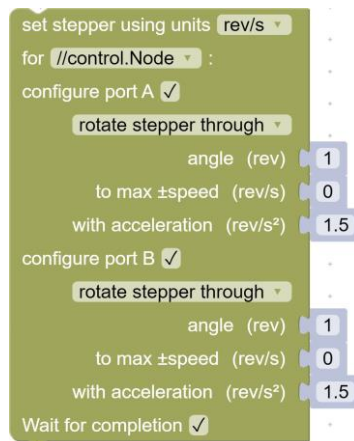 set stepper using units rev/s
for //control.Node :
configure port A ✓
rotate stepper through
angle (rev) 1
to max ±speed (rev/s) 0
with acceleration (rev/s²) 1.5
configure port B ✓
rotate stepper through
angle (rev) 1
to max ±speed (rev/s) 0
with acceleration (rev/s²) 1.5
Wait for completion ✓